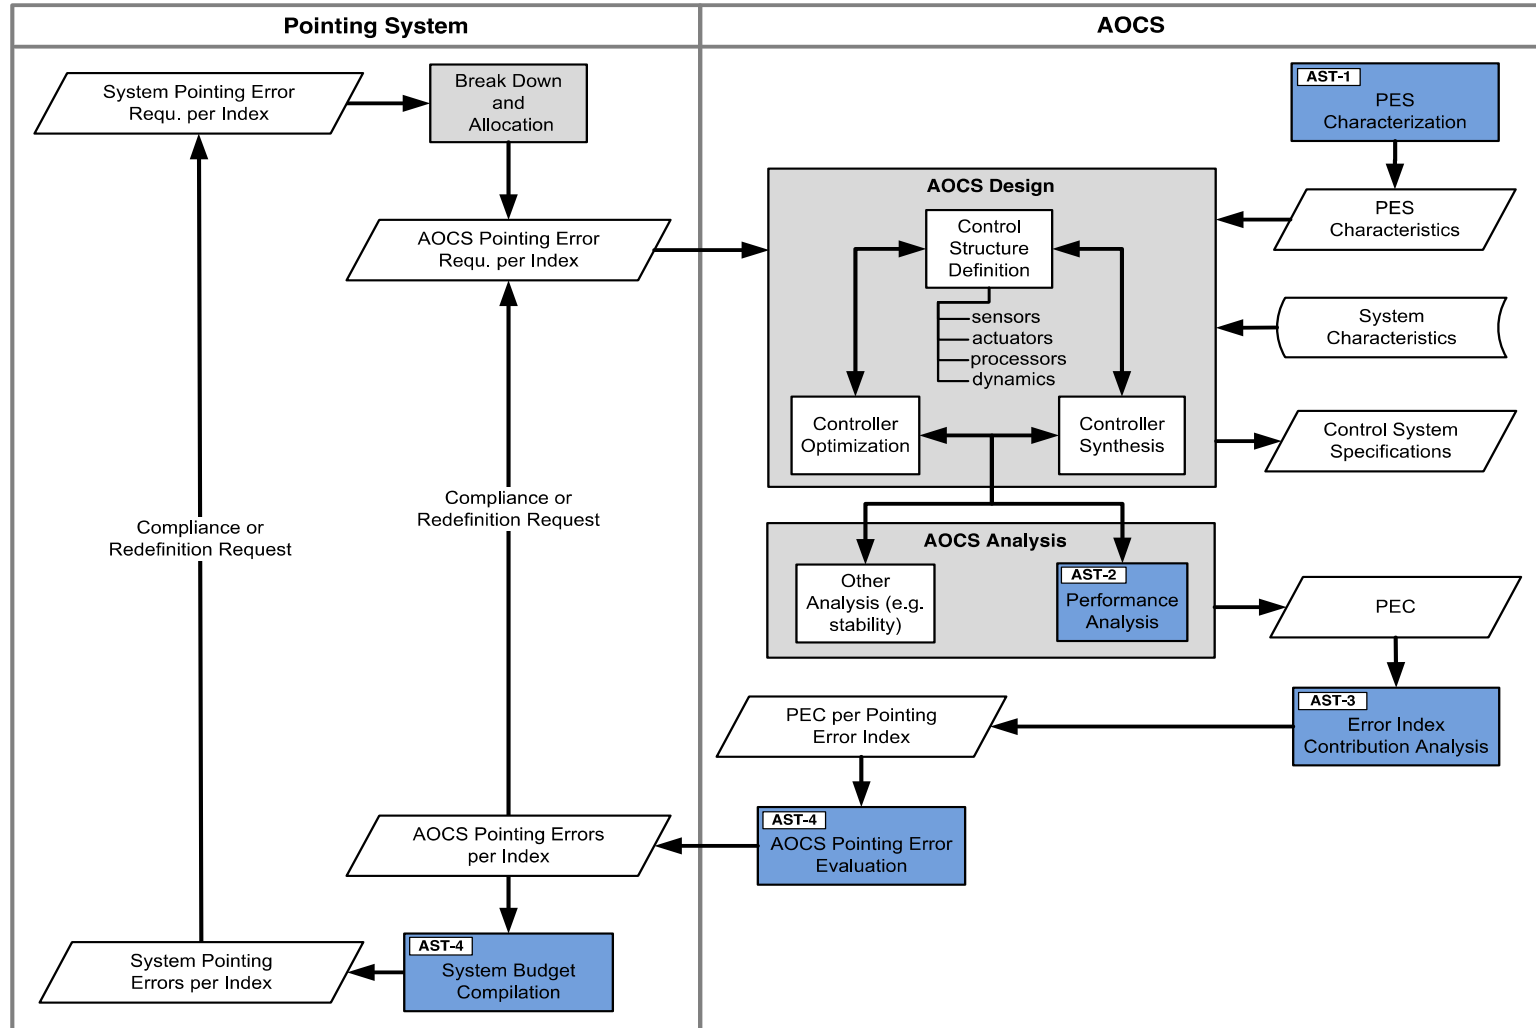 Pointing System
AOCS
System Pointing Error
Requ. per Index
Break Down
and
Allocation
AOCS Pointing Error
Requ. per Index
Compliance or
Redefinition Request
Compliance or
Redefinition Request
AOCS Pointing Errors
per Index
AST-4
System Budget
Compilation
System Pointing
Errors per Index
AST-1
PES
Characterization
PES
Characteristics
System
Characteristics
Control System
Specifications
AOCS Design
Control
Structure
Definition
sensors
actuators
processors
dynamics
Controller
Optimization
Controller
Synthesis
AOCS Analysis
Other
Analysis (e.g.
stability)
AST-2
Performance
Analysis
PEC
AST-3
Error Index
Contribution Analysis
PEC per Pointing
Error Index
AST-4
AOCS Pointing Error
Evaluation